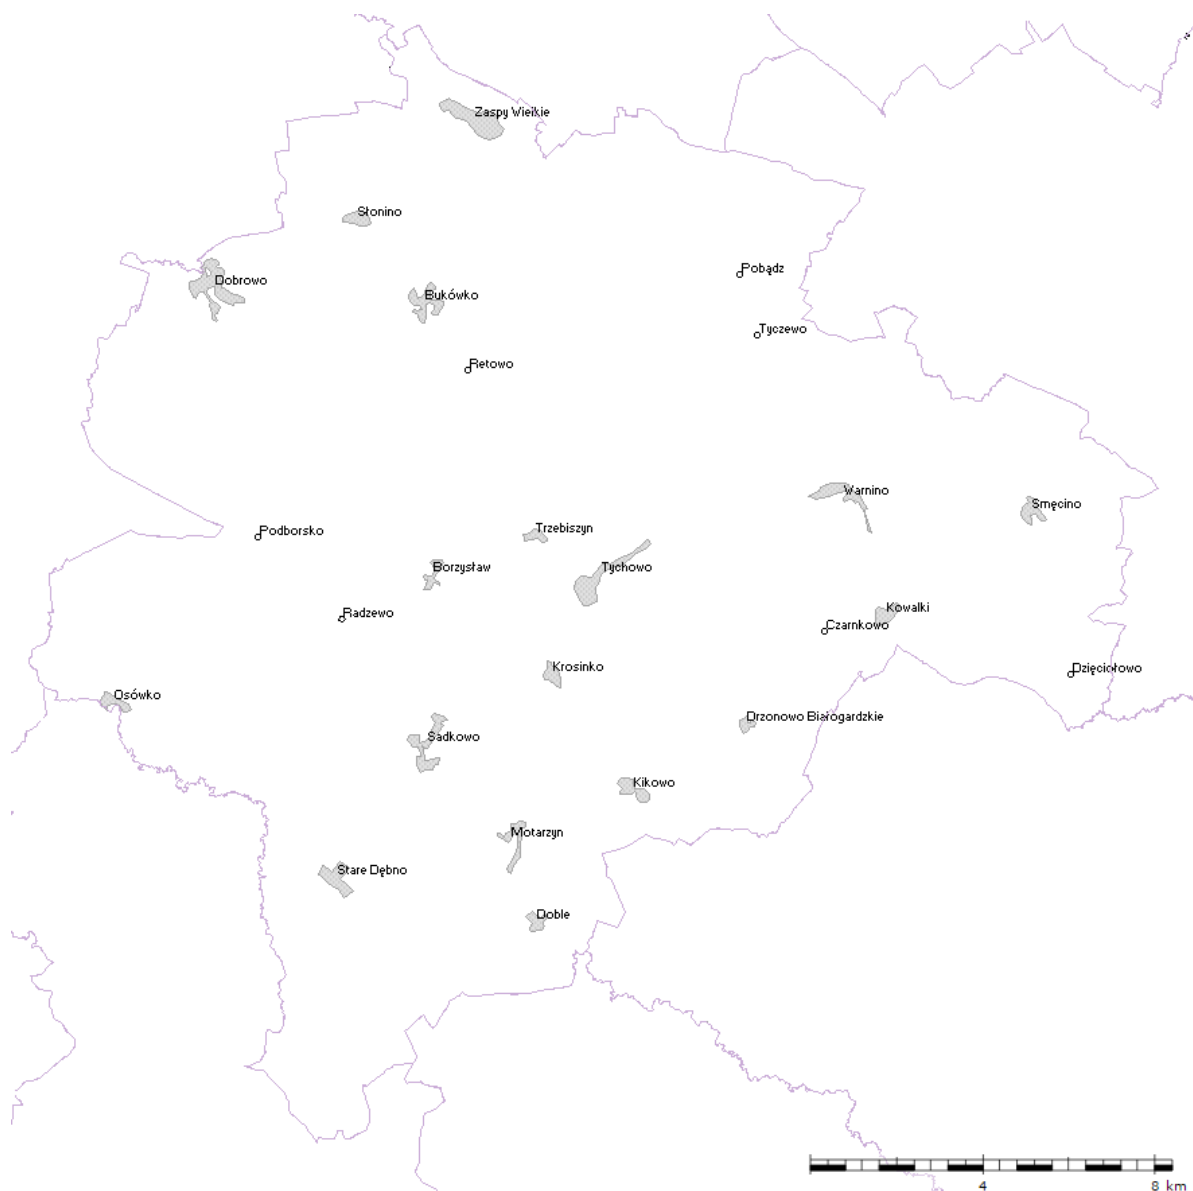 Zaspy Wielkie
Słonino
Pobądz
Dobrowo
Bukówko
Tyczewo
Retowo
Warnino
Smęcino
Trzebiszyn
Podborsko
Borzysław
Tychowo
Kowalki
Radzewo
Czarnkowo
Krosinko
Dzięciołowo
Osówko
Drzonowo Białogardzkie
Sadkowo
Kikowo
Motarzyn
Stare Dębno
Doble
4
8 km